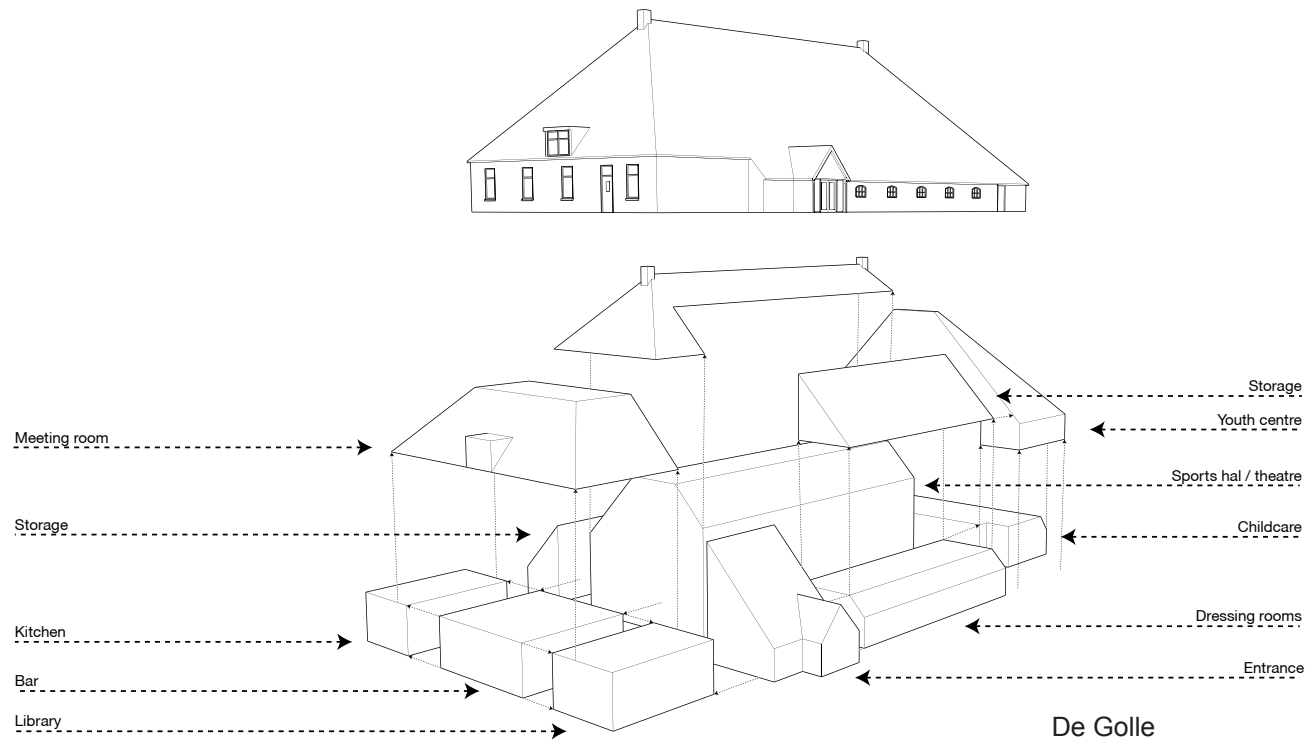 Storage
Youth centre
Meeting room
Sports hal / theatre
Storage
Childcare
Dressing rooms
Kitchen
Entrance
Bar
Library
De Golle